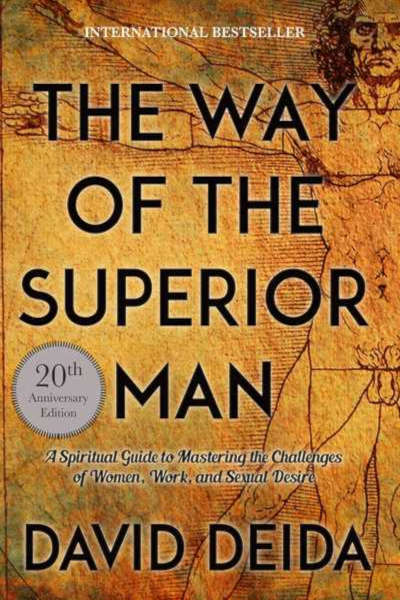 INTERNATIONAL BESTSELLER
THE WAY
OF THE
SUPERIOR
MAN
20th
Anniversary
Edition
A Spiritual Guide to Mastering the Challenges
of Women, Work, and Sexual Desire
DAVID DEIDA